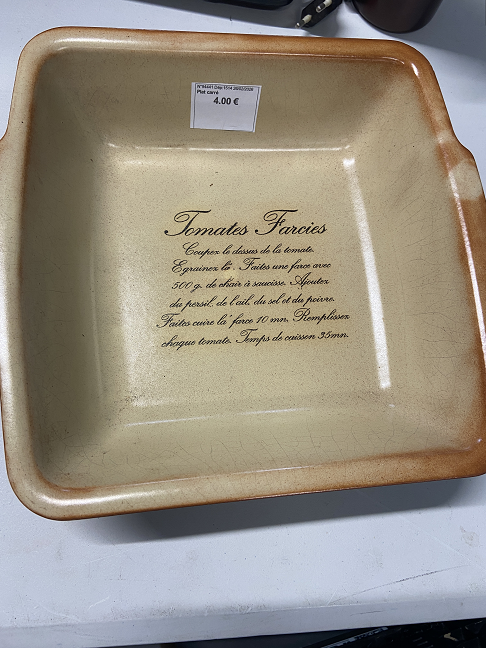 Plat carré
4.00 €
Tomates Farcies
Coupez le dessus de la tomate.
Egrainez là. Faites une farce avec
500 g. de chair à saucisse. Ajoutez
du persil, de l'ail, du sel et du poivre.
Faites cuire la farce 10 mn. Remplissez
chaque tomate. Temps de cuisson 35mn.